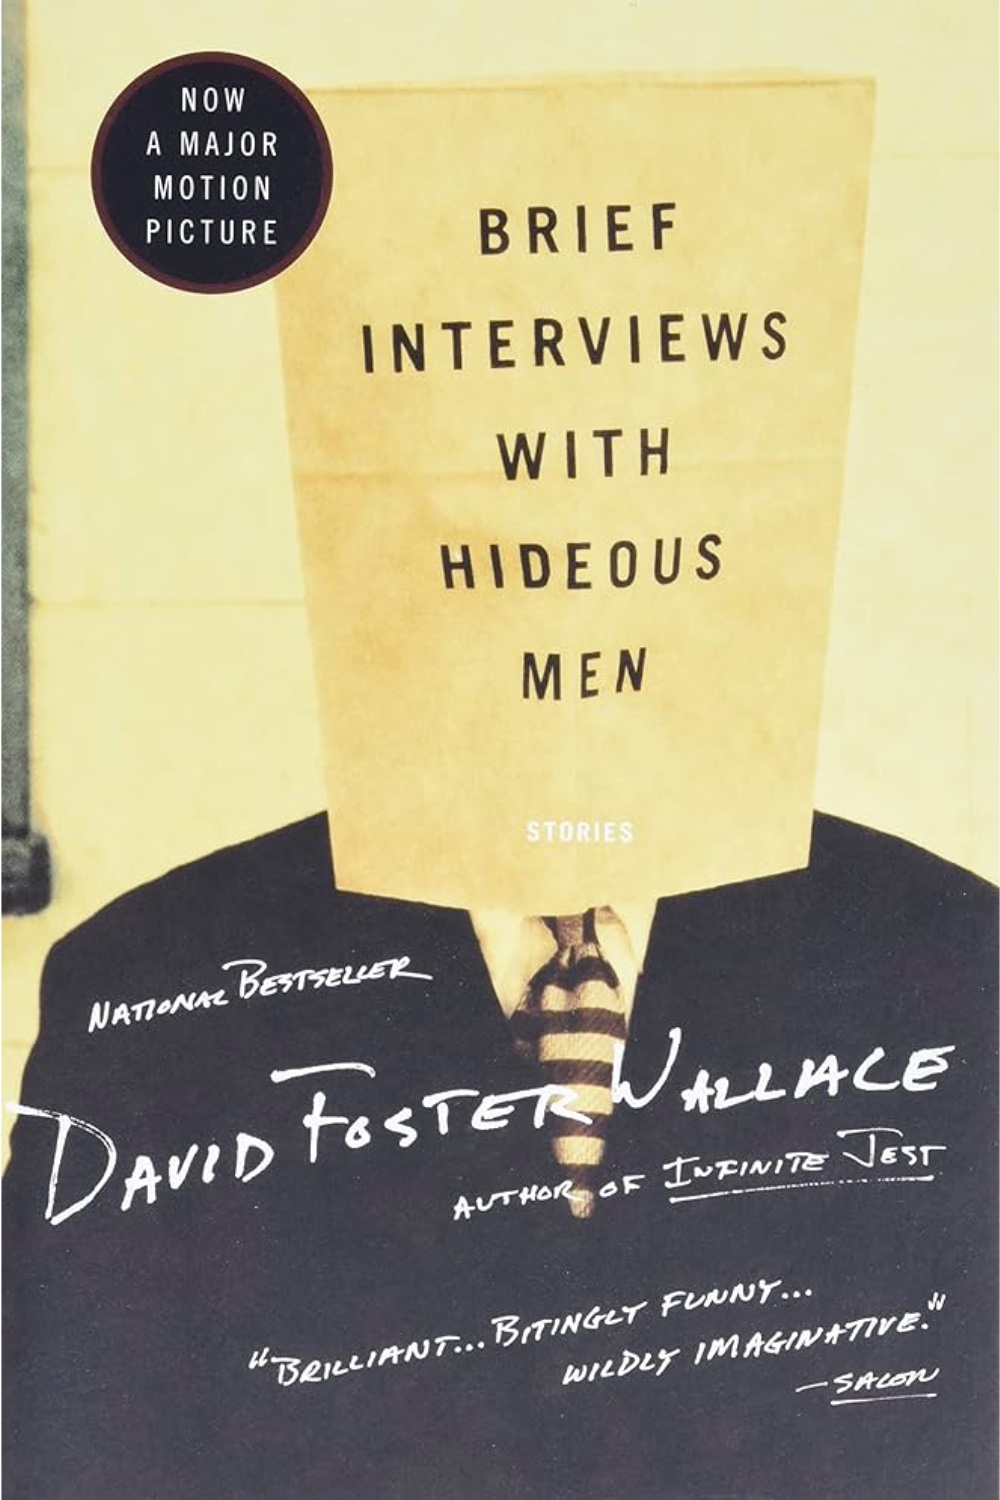 NOW
A MAJOR
MOTION
PICTURE
BRIEF
INTERVIEWS
WITH
HIDEOUS
MEN
STORIES
NATIONAL BESTSELLER
DAVID FOSTER WALLACE
AUTHOR OF INFINITE JEST
“BRILLIANT... BITINGLY FUNNY...
WILDLY IMAGINATIVE.”
—SALON